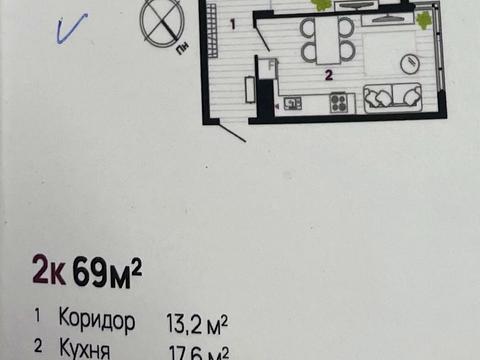 Пн
1
2
F
2к 69м²
1 Коридор 13,2 м²
2 Кухня 17,6 м²